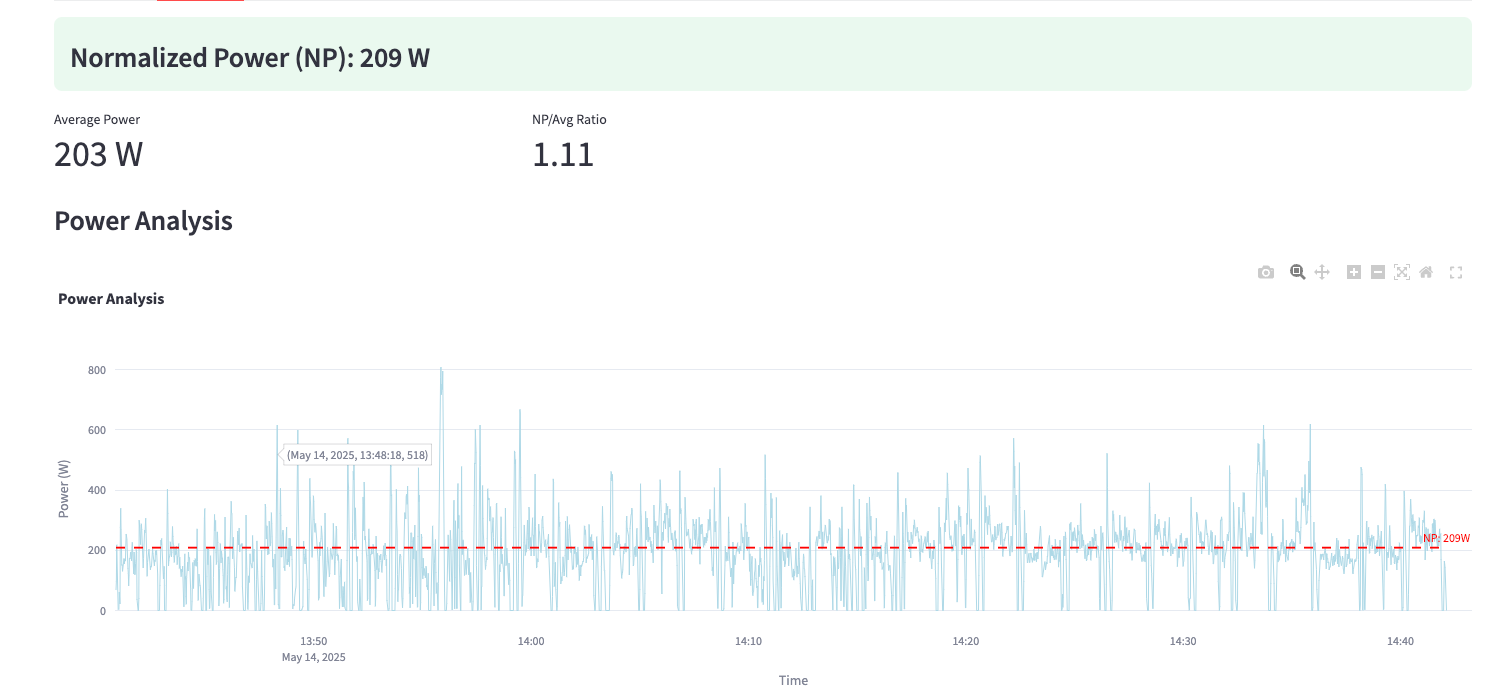 Normalized Power (NP): 209 W
Average Power
NP/Avg Ratio
203 W
1.11
Power Analysis
Power Analysis
800
600
(May 14, 2025, 13:48:18, 518)
400
Power (W)
200
NP: 209W
0
13:50
14:00
14:10
14:20
14:30
14:40
May 14, 2025
Time